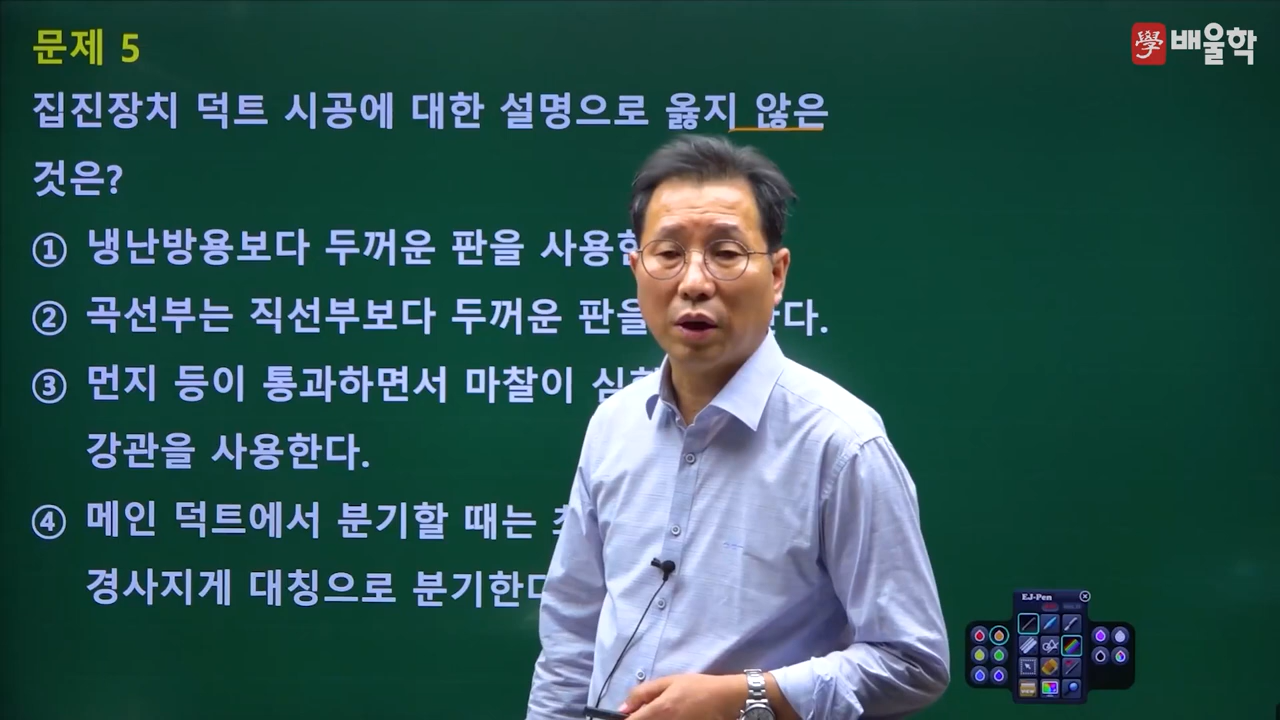 문제 5
學 배울학
집진장치 덕트 시공에 대한 설명으로 옳지 않은
것은?
① 냉난방용보다 두꺼운 판을
② 곡선부는 직선부보다 두꺼운 판을
③ 먼지 등이 통과하면서 마찰이
강관을 사용한다.
④ 메인 덕트에서 분기할 때는
경사지게 대칭으로 분기한다
EJ-Pen